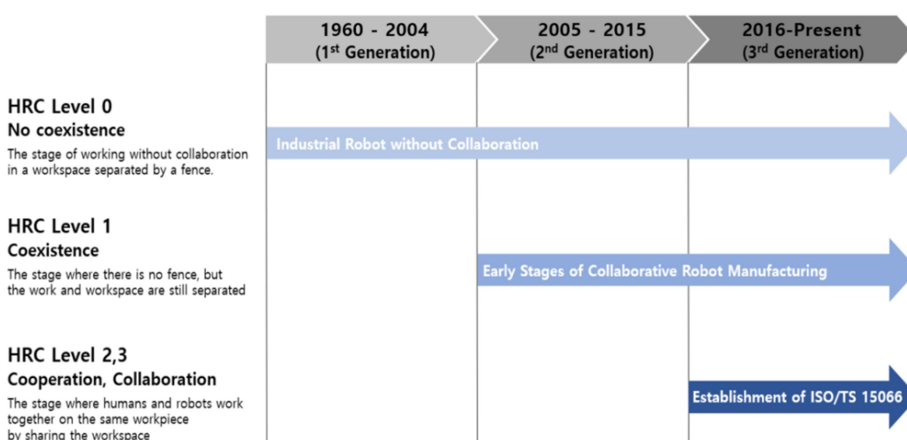 1960 - 2004
(1st Generation)
2005 - 2015
(2nd Generation)
2016-Present
(3rd Generation)
HRC Level 0
No coexistence
The stage of working without collaboration
in a workspace separated by a fence.
Industrial Robot without Collaboration
HRC Level 1
Coexistence
The stage where there is no fence, but
the work and workspace are still separated
Early Stages of Collaborative Robot Manufacturing
HRC Level 2,3
Cooperation, Collaboration
The stage where humans and robots work
together on the same workpiece
by sharing the workspace
Establishment of ISO/TS 15066